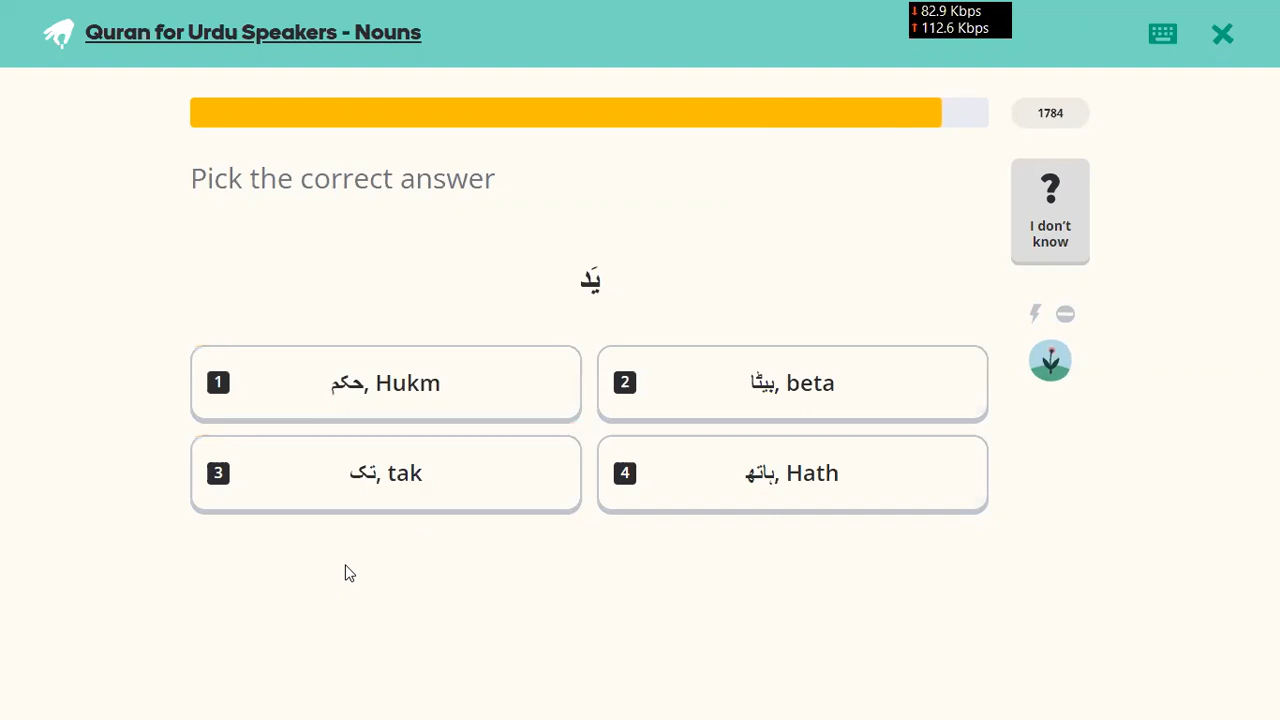 Quran for Urdu Speakers - Nouns
↓ 82.9 Kbps
↑ 112.6 Kbps
1784
Pick the correct answer
?
I don't
know
يَد
1 حکم, Hukm
2 بیٹا, beta
3 تک, tak
4 ہاتھ, Hath